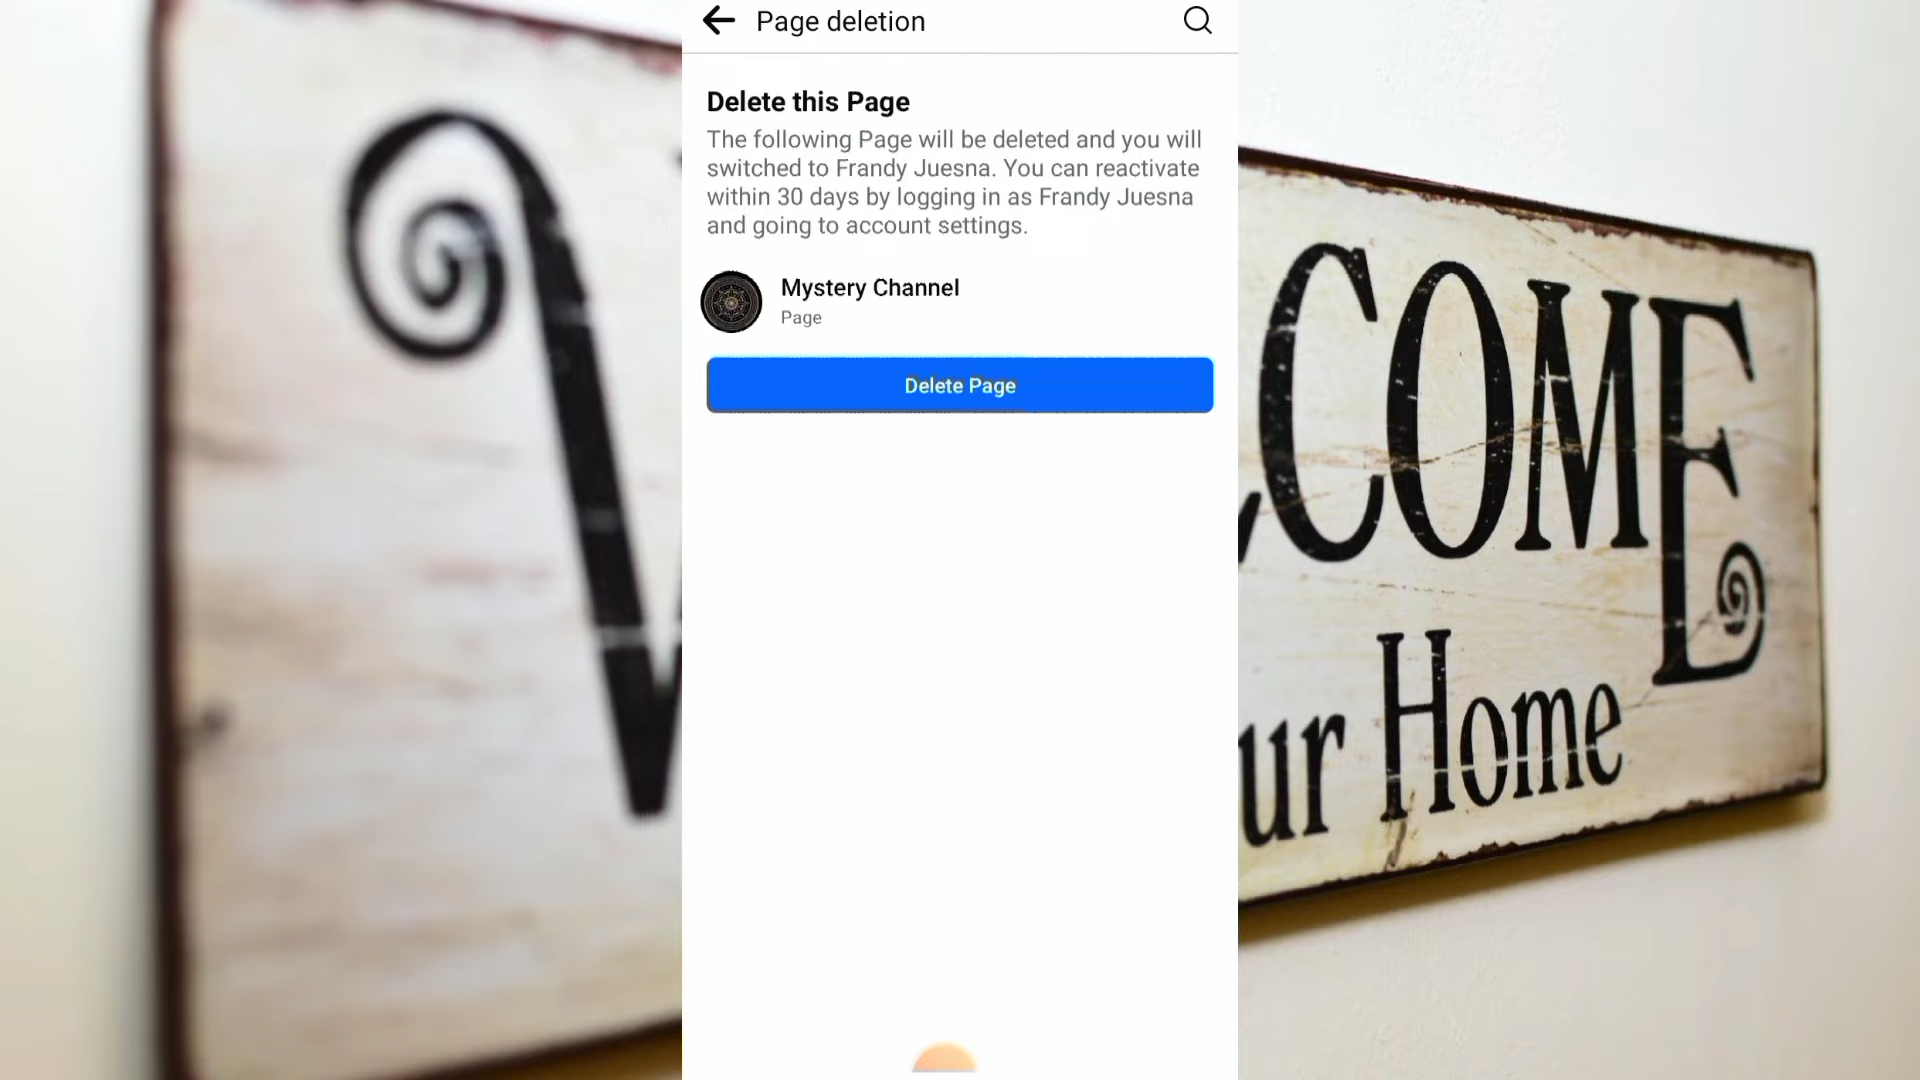 Page deletion
Delete this Page
The following Page will be deleted and you will
switched to Frandy Juesna. You can reactivate
within 30 days by logging in as Frandy Juesna
and going to account settings.
Mystery Channel
Page
Delete Page
W
COME
ur Home